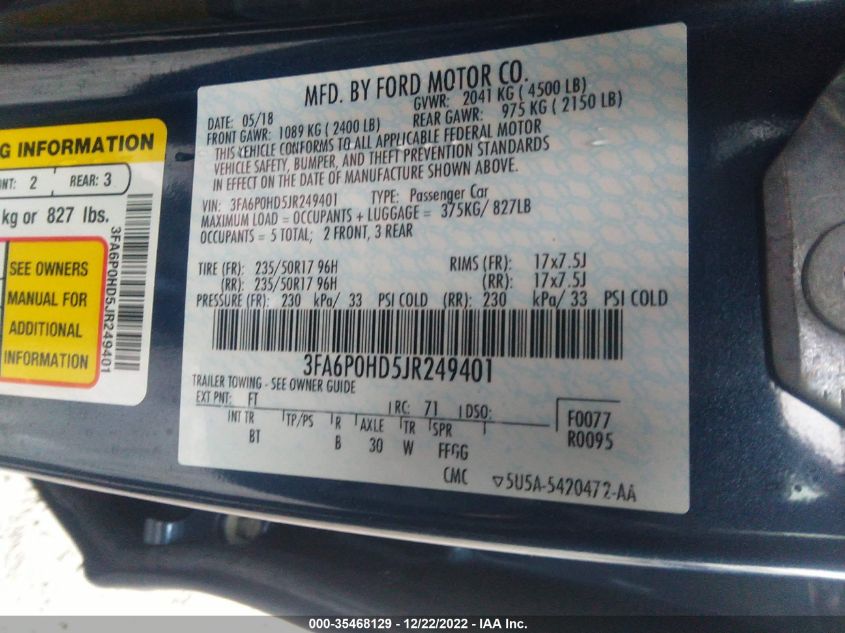 G INFORMATION
NT: 2 REAR: 3
kg or 827 lbs.
SEE OWNERS
MANUAL FOR
ADDITIONAL
INFORMATION
3FA6P0HD5JR249401
MFD. BY FORD MOTOR CO.
DATE: 05/18 GVWR: 2041 KG ( 4500 LB)
FRONT GAWR: 1089 KG ( 2400 LB) REAR GAWR: 975 KG ( 2150 LB)
THIS VEHICLE CONFORMS TO ALL APPLICABLE FEDERAL MOTOR
VEHICLE SAFETY, BUMPER, AND THEFT PREVENTION STANDARDS
IN EFFECT ON THE DATE OF MANUFACTURE SHOWN ABOVE.
VIN: 3FA6P0HD5JR249401 TYPE: Passenger Car
MAXIMUM LOAD = OCCUPANTS + LUGGAGE = 375KG/ 827LB
OCCUPANTS = 5 TOTAL; 2 FRONT, 3 REAR
TIRE (FR): 235/50R17 96H RIMS (FR): 17x7.5J
(RR): 235/50R17 96H (RR): 17x7.5J
PRESSURE (FR): 230 kPa/ 33 PSI COLD (RR): 230 kPa/ 33 PSI COLD
3FA6P0HD5JR249401
TRAILER TOWING - SEE OWNER GUIDE
EXT PNT: FT RC: 71 DSO:
INT TR TP/PS R AXLE TR SPR
BT B 30 W FFGG
F0077
R0095
CMC ▽5U5A-5420472-AA
000-35468129 - 12/22/2022 - IAA Inc.